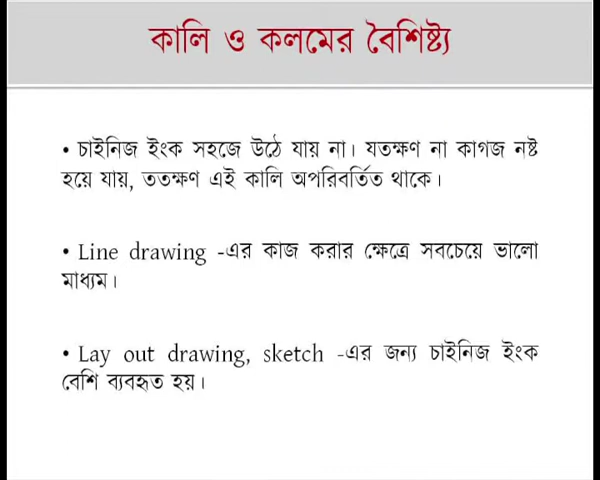 কালি ও কলমের বৈশিষ্ট্য
• চাইনিজ ইংক সহজে উঠে যায় না। যতক্ষণ না কাগজ নষ্ট
হয়ে যায়, ততক্ষণ এই কালি অপরিবর্তিত থাকে।
• Line drawing -এর কাজ করার ক্ষেত্রে সবচেয়ে ভালো
মাধ্যম।
• Lay out drawing, sketch -এর জন্য চাইনিজ ইংক
বেশি ব্যবহৃত হয়।